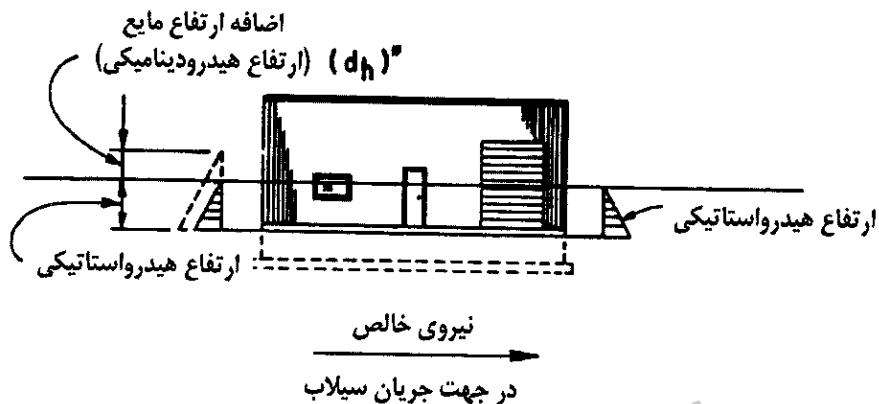 اضافه ارتفاع مایع
(ارتفاع هیدرودینامیکی) (dh)*
ارتفاع هیدرواستاتیکی
ارتفاع هیدرواستاتیکی
نیروی خالص
در جهت جریان سیلاب